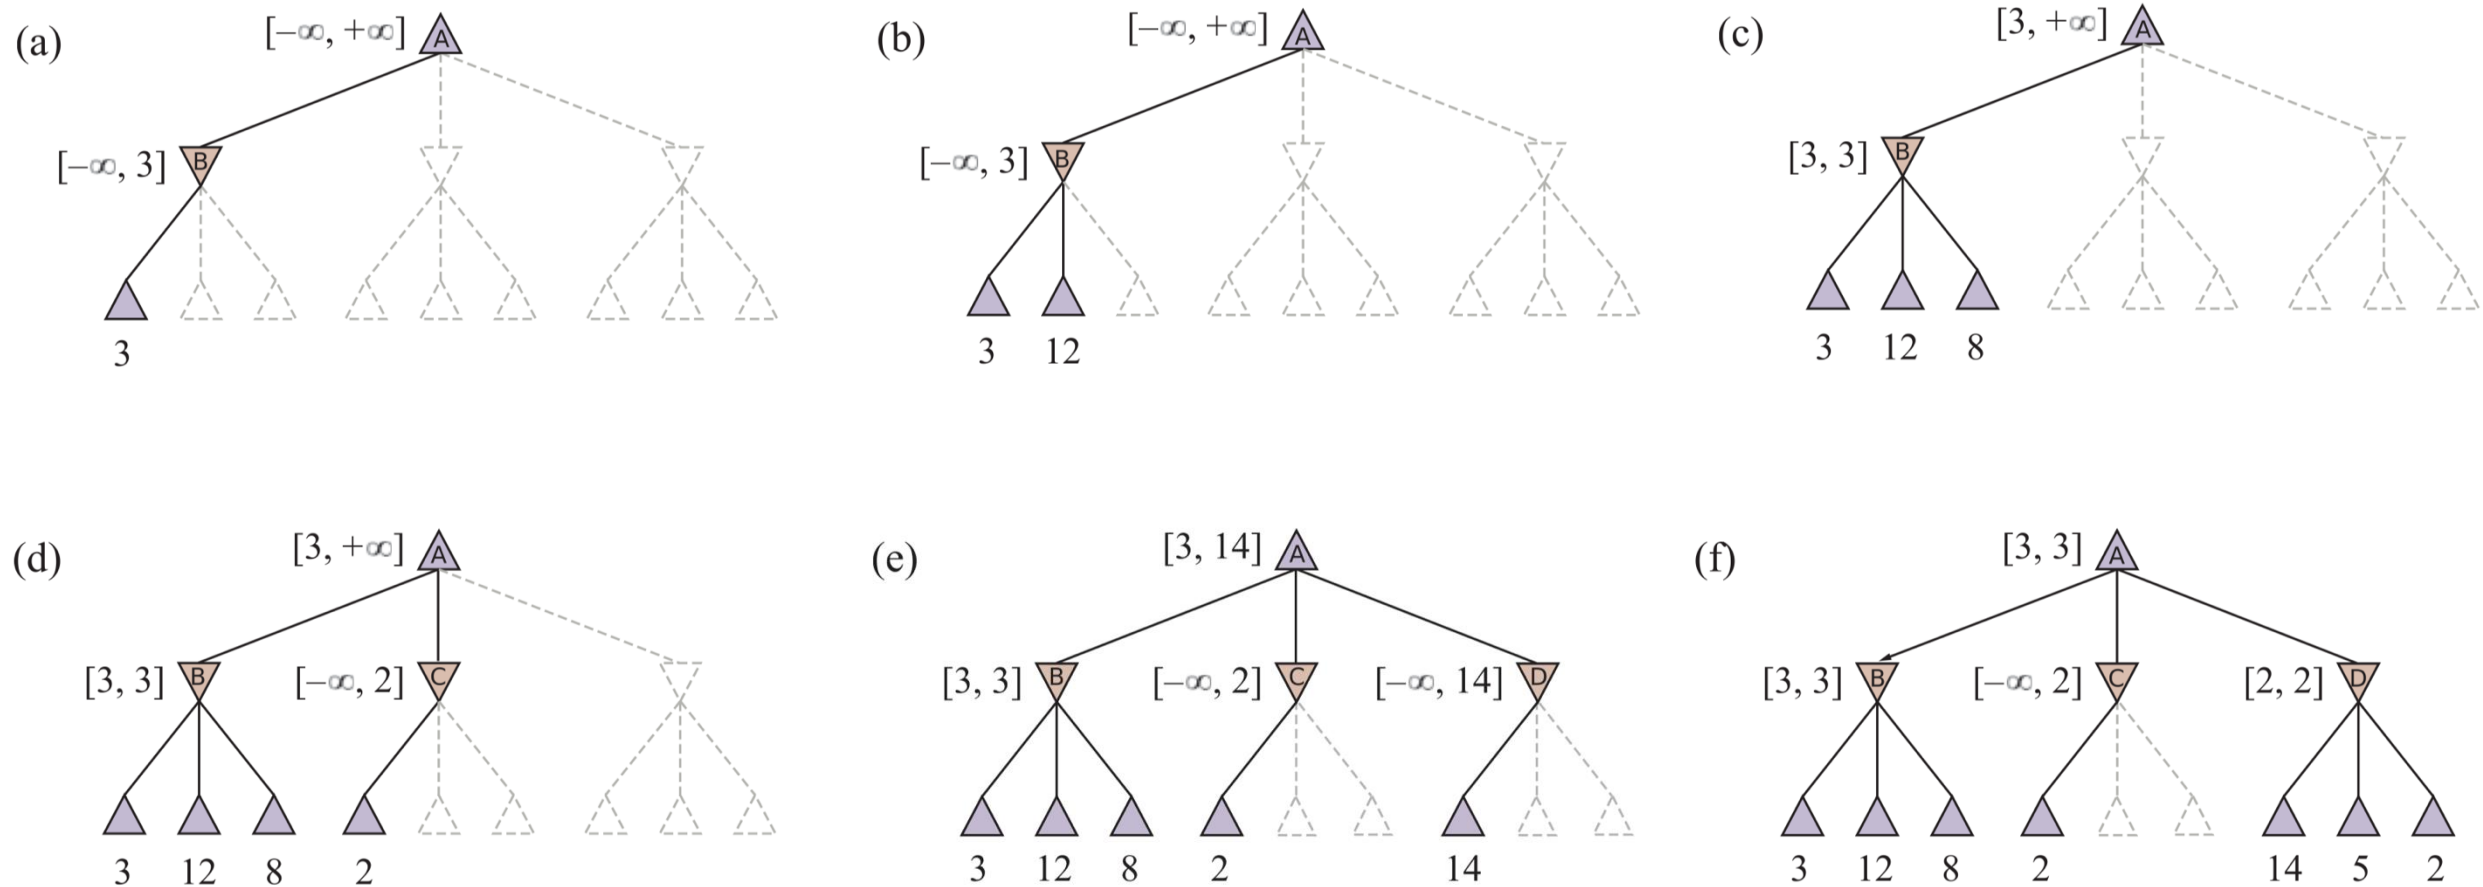 (a) [−∞, +∞] A
[−∞, 3] B
3
(b) [−∞, +∞] A
[−∞, 3] B
3 12
(c) [3, +∞] A
[3, 3] B
3 12 8
(d) [3, +∞] A
[3, 3] B [−∞, 2] C
3 12 8 2
(e) [3, 14] A
[3, 3] B [−∞, 2] C [−∞, 14] D
3 12 8 2 14
(f) [3, 3] A
[3, 3] B [−∞, 2] C [2, 2] D
3 12 8 2 14 5 2